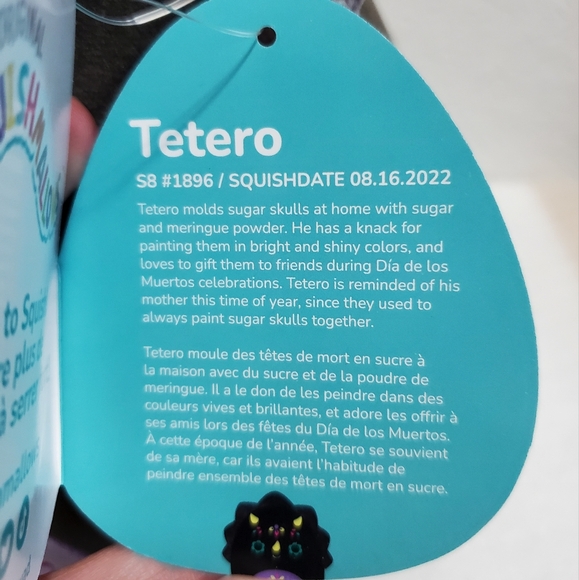 to Squis
re plus d
à serrer
Tetero
S8 #1896 / SQUISHDATE 08.16.2022
Tetero molds sugar skulls at home with sugar
and meringue powder. He has a knack for
painting them in bright and shiny colors, and
loves to gift them to friends during Día de los
Muertos celebrations. Tetero is reminded of his
mother this time of year, since they used to
always paint sugar skulls together.
Tetero moule des têtes de mort en sucre à
la maison avec du sucre et de la poudre de
meringue. Il a le don de les peindre dans des
couleurs vives et brillantes, et adore les offrir à
ses amis lors des fêtes du Día de los Muertos.
À cette époque de l'année, Tetero se souvient
de sa mère, car ils avaient l'habitude de
peindre ensemble des têtes de mort en sucre.